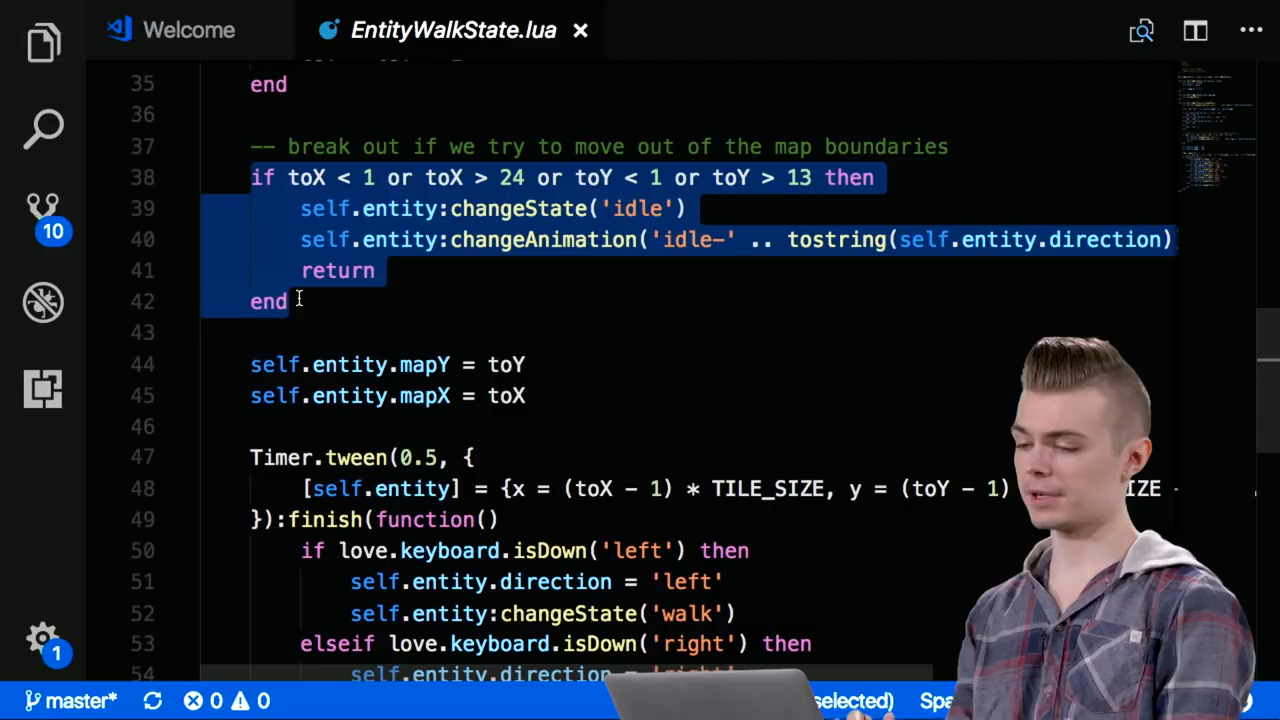 Welcome
EntityWalkState.lua
35 end
36
37 -- break out if we try to move out of the map boundaries
38 if toX < 1 or toX > 24 or toY < 1 or toY > 13 then
39 self.entity:changeState('idle')
40 self.entity:changeAnimation('idle-' .. tostring(self.entity.direction)
41 return
42 end
43
44 self.entity.mapY = toY
45 self.entity.mapX = toX
46
47 Timer.tween(0.5, {
48 [self.entity] = {x = (toX - 1) * TILE_SIZE, y = (toY - 1)
49 }):finish(function()
50 if love.keyboard.isDown('left') then
51 self.entity.direction = 'left'
52 self.entity:changeState('walk')
53 elseif love.keyboard.isDown('right') then
54 self.entity.direction = 'right'
10
1
master* 0 0 selected)